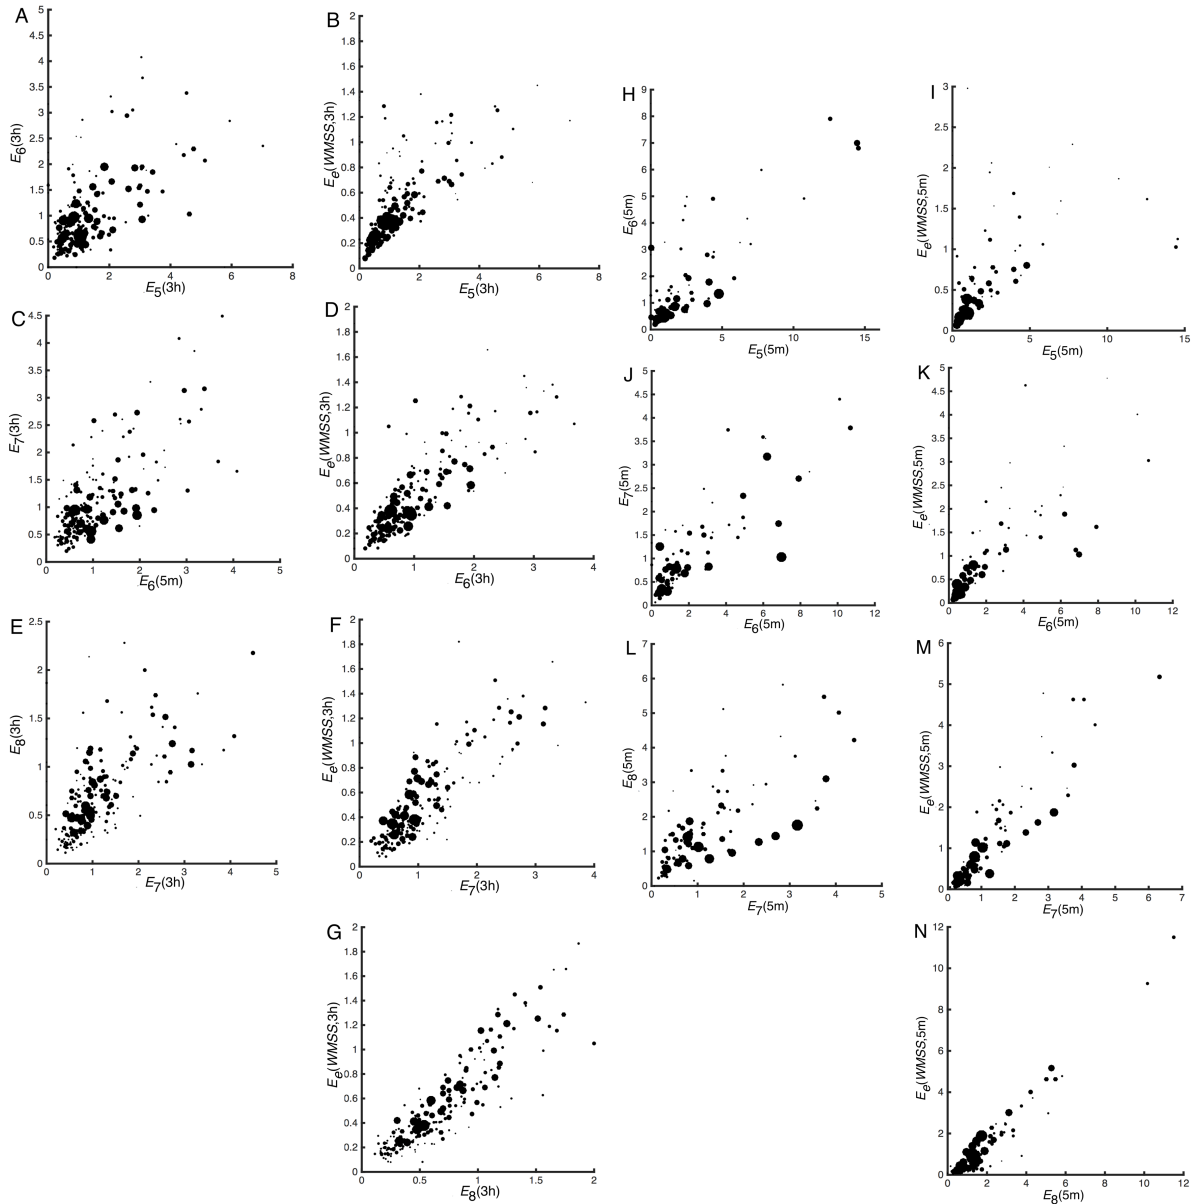 A
E6(3h)
5
4.5
4
3.5
3
2.5
2
1.5
1
0.5
0
0 2 4 6 8
E5(3h)
B
Ee(WMSS,3h)
2
1.8
1.6
1.4
1.2
1
0.8
0.6
0.4
0.2
0
0 2 4 6 8
E5(3h)
H
E6(5m)
9
8
7
6
5
4
3
2
1
0
0 5 10 15
E5(5m)
I
Ee(WMSS,5m)
3
2.5
2
1.5
1
0.5
0
0 5 10 15
E5(5m)
C
E7(3h)
4.5
4
3.5
3
2.5
2
1.5
1
0.5
0
0 1 2 3 4 5
E6(5m)
D
Ee(WMSS,3h)
2
1.8
1.6
1.4
1.2
1
0.8
0.6
0.4
0.2
0
0 1 2 3 4
E6(3h)
J
E7(5m)
5
4.5
4
3.5
3
2.5
2
1.5
1
0.5
0
0 2 4 6 8 10 12
E6(5m)
K
Ee(WMSS,5m)
5
4.5
4
3.5
3
2.5
2
1.5
1
0.5
0
0 2 4 6 8 10 12
E6(5m)
E
E8(3h)
2.5
2
1.5
1
0.5
0
0 1 2 3 4 5
E7(3h)
F
Ee(WMSS,3h)
2
1.8
1.6
1.4
1.2
1
0.8
0.6
0.4
0.2
0
0 1 2 3 4
E7(3h)
L
E8(5m)
7
6
5
4
3
2
1
0
0 1 2 3 4 5
E7(5m)
M
Ee(WMSS,5m)
6
5
4
3
2
1
0
0 1 2 3 4 5 6 7
E7(5m)
G
Ee(WMSS,3h)
2
1.8
1.6
1.4
1.2
1
0.8
0.6
0.4
0.2
0
0 0.5 1 1.5 2
E8(3h)
N
Ee(WMSS,5m)
12
10
8
6
4
2
0
0 2 4 6 8 10 12
E8(5m)